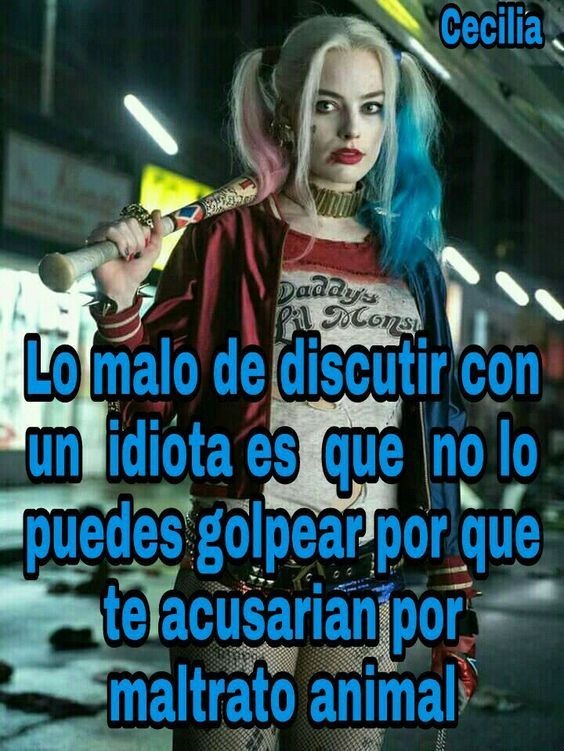 Cecilia
Daddy's
Lil Mons
Lo malo de discutir con
un idiota es que no lo
puedes golpear por que
te acusarian por
maltrato animal